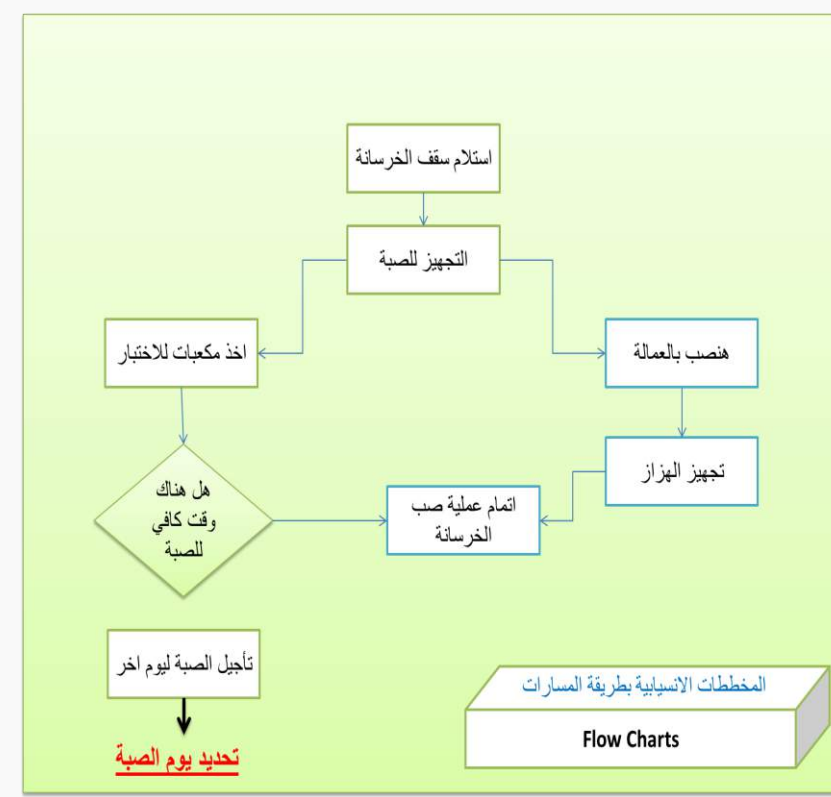 استلام سقف الخرسانة
التجهيز للصبة
هنصب بالعمالة
اخذ مكعبات للاختبار
تجهيز الهزاز
هل هناك
وقت كافي
للصبة
اتمام عملية صب
الخرسانة
تأجيل الصبة ليوم اخر
تحديد يوم الصبة
المخططات الانسيابية بطريقة المسارات
Flow Charts